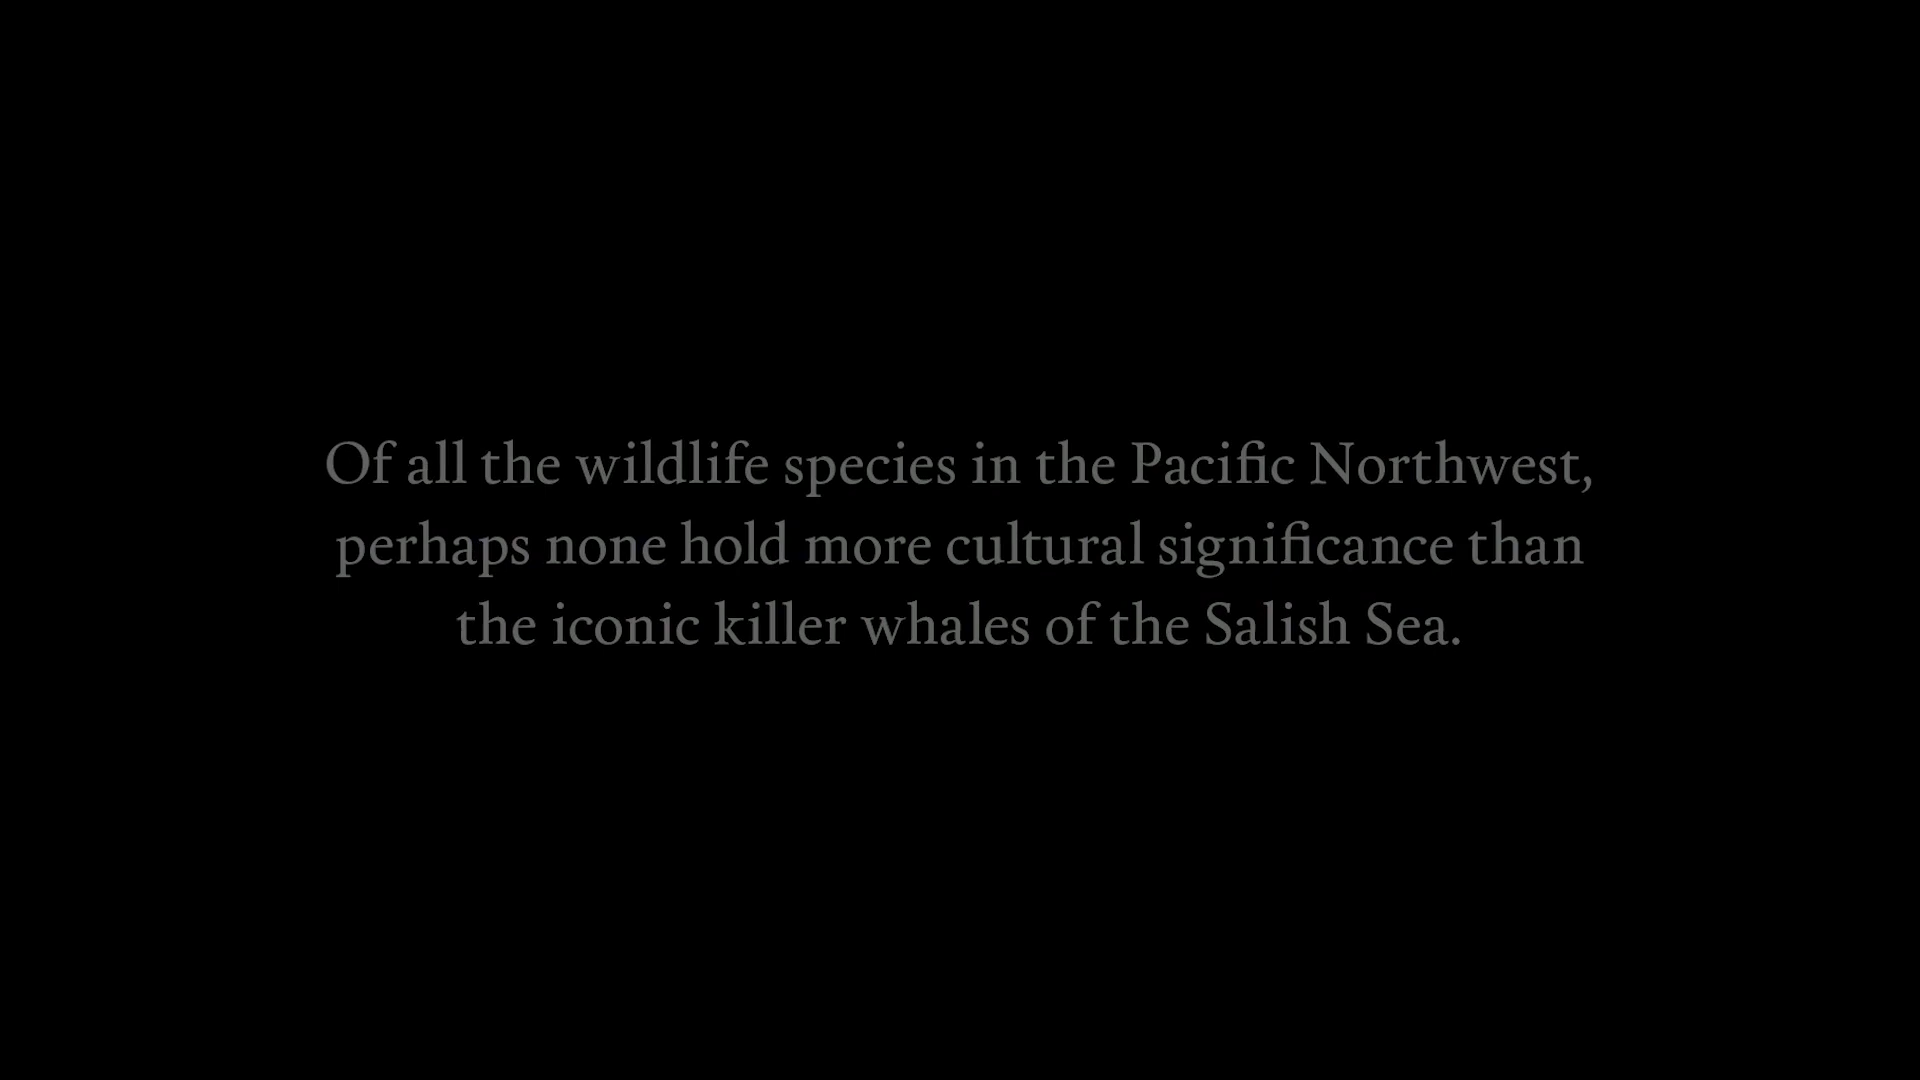 Of all the wildlife species in the Pacific Northwest,
perhaps none hold more cultural significance than
the iconic killer whales of the Salish Sea.